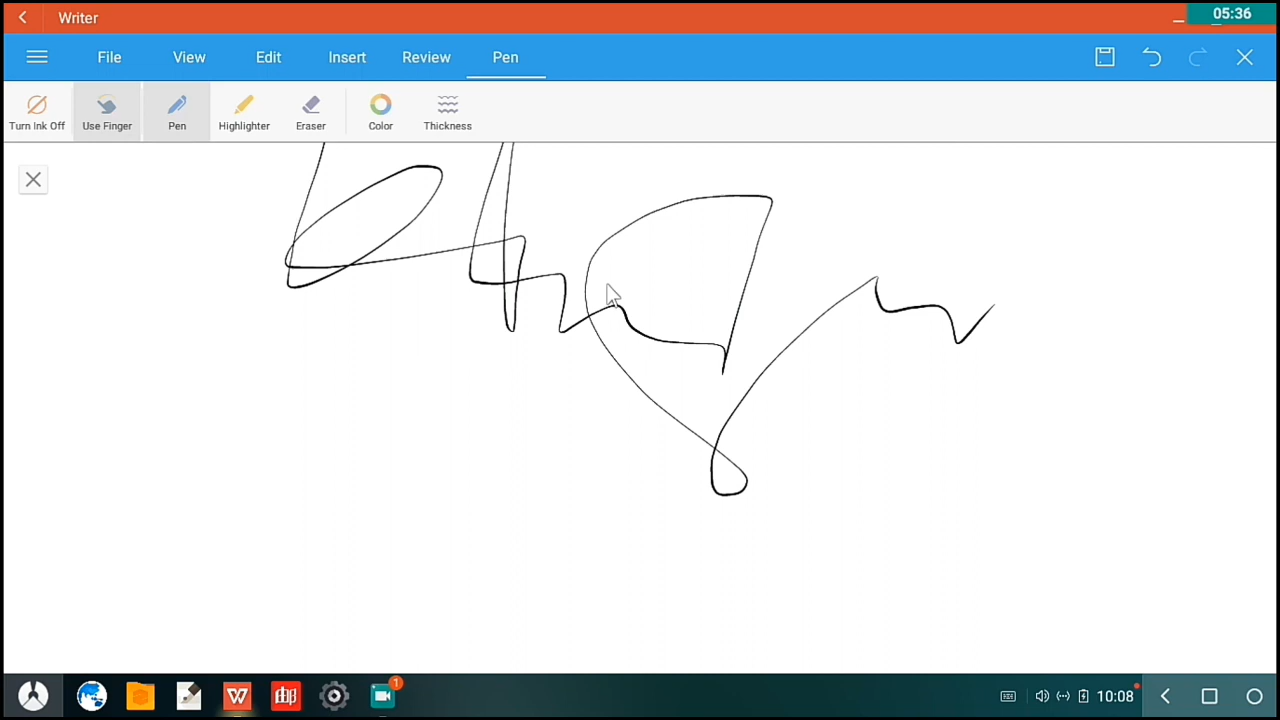 Writer
05:36
File View Edit Insert Review Pen
Turn Ink Off Use Finger Pen Highlighter Eraser Color Thickness
1
10:08